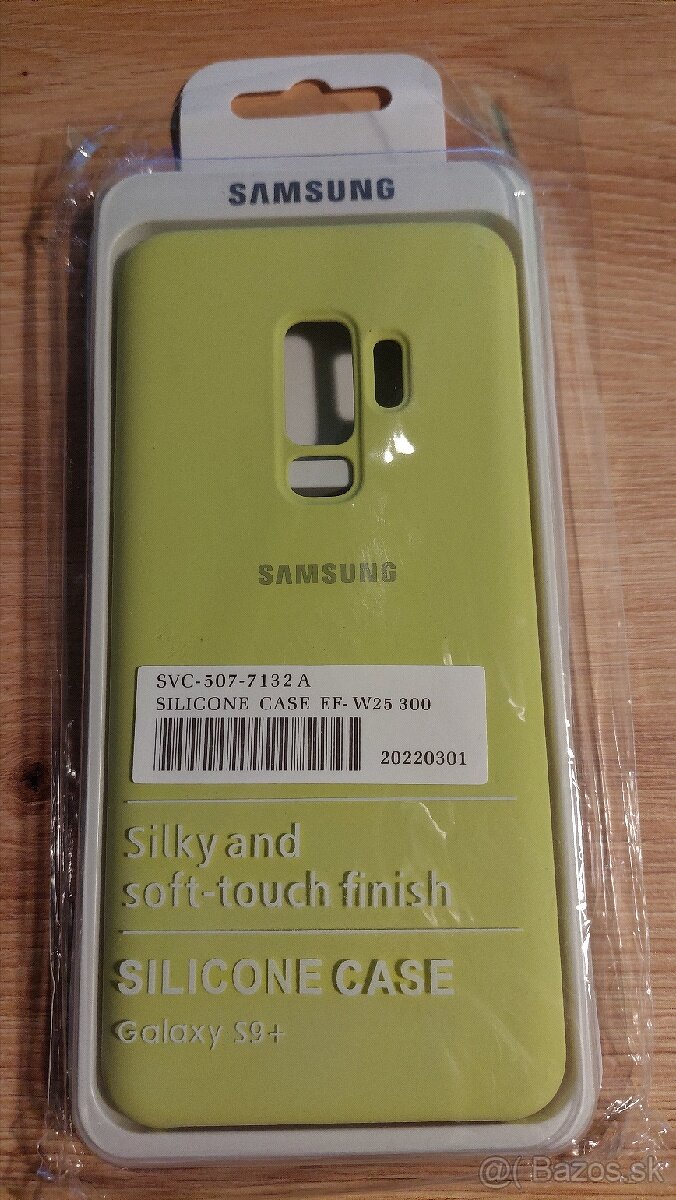 SAMSUNG
SAMSUNG
SVC-507-7132 A
SILICONE CASE EF-W25 300
20220301
Silky and
soft-touch finish
SILICONE CASE
Galaxy S9+
@( Bazos.sk